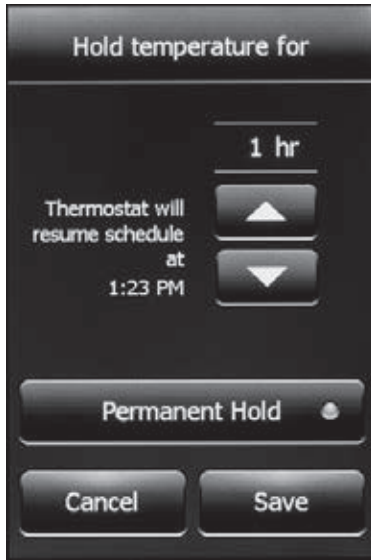 Hold temperature for
1 hr
Thermostat will
resume schedule
at
1:23 PM
Permanent Hold
Cancel
Save